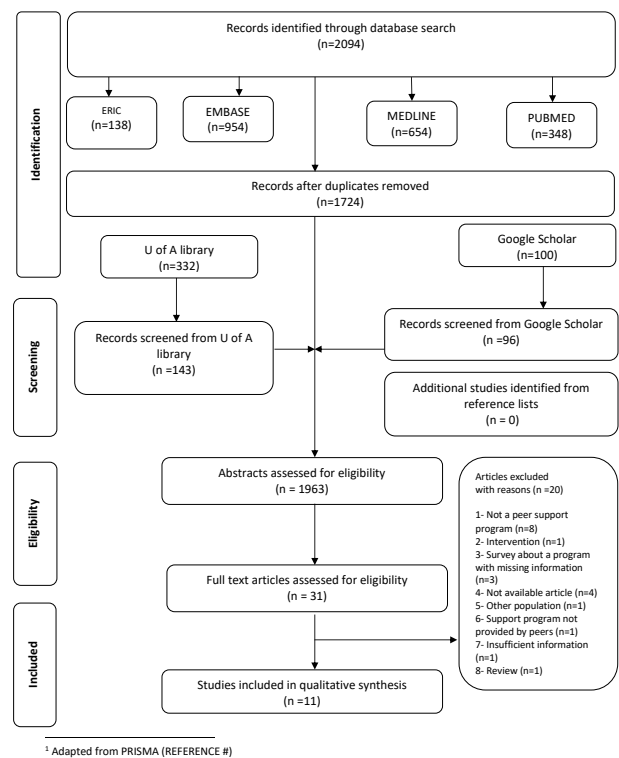 Identification
Records identified through database search
(n=2094)
ERIC
(n=138)
EMBASE
(n=954)
MEDLINE
(n=654)
PUBMED
(n=348)
Records after duplicates removed
(n=1724)
U of A library
(n=332)
Google Scholar
(n=100)
Screening
Records screened from U of A
library
(n =143)
Records screened from Google Scholar
(n =96)
Additional studies identified from
reference lists
(n = 0)
Eligibility
Abstracts assessed for eligibility
(n = 1963)
Full text articles assessed for eligibility
(n = 31)
Articles excluded
with reasons (n =20)
1- Not a peer support
program (n=8)
2- Intervention (n=1)
3- Survey about a program
with missing information
(n=3)
4- Not available article (n=4)
5- Other population (n=1)
6- Support program not
provided by peers (n=1)
7- Insufficient information
(n=1)
8- Review (n=1)
Included
Studies included in qualitative synthesis
(n =11)
1 Adapted from PRISMA (REFERENCE #)